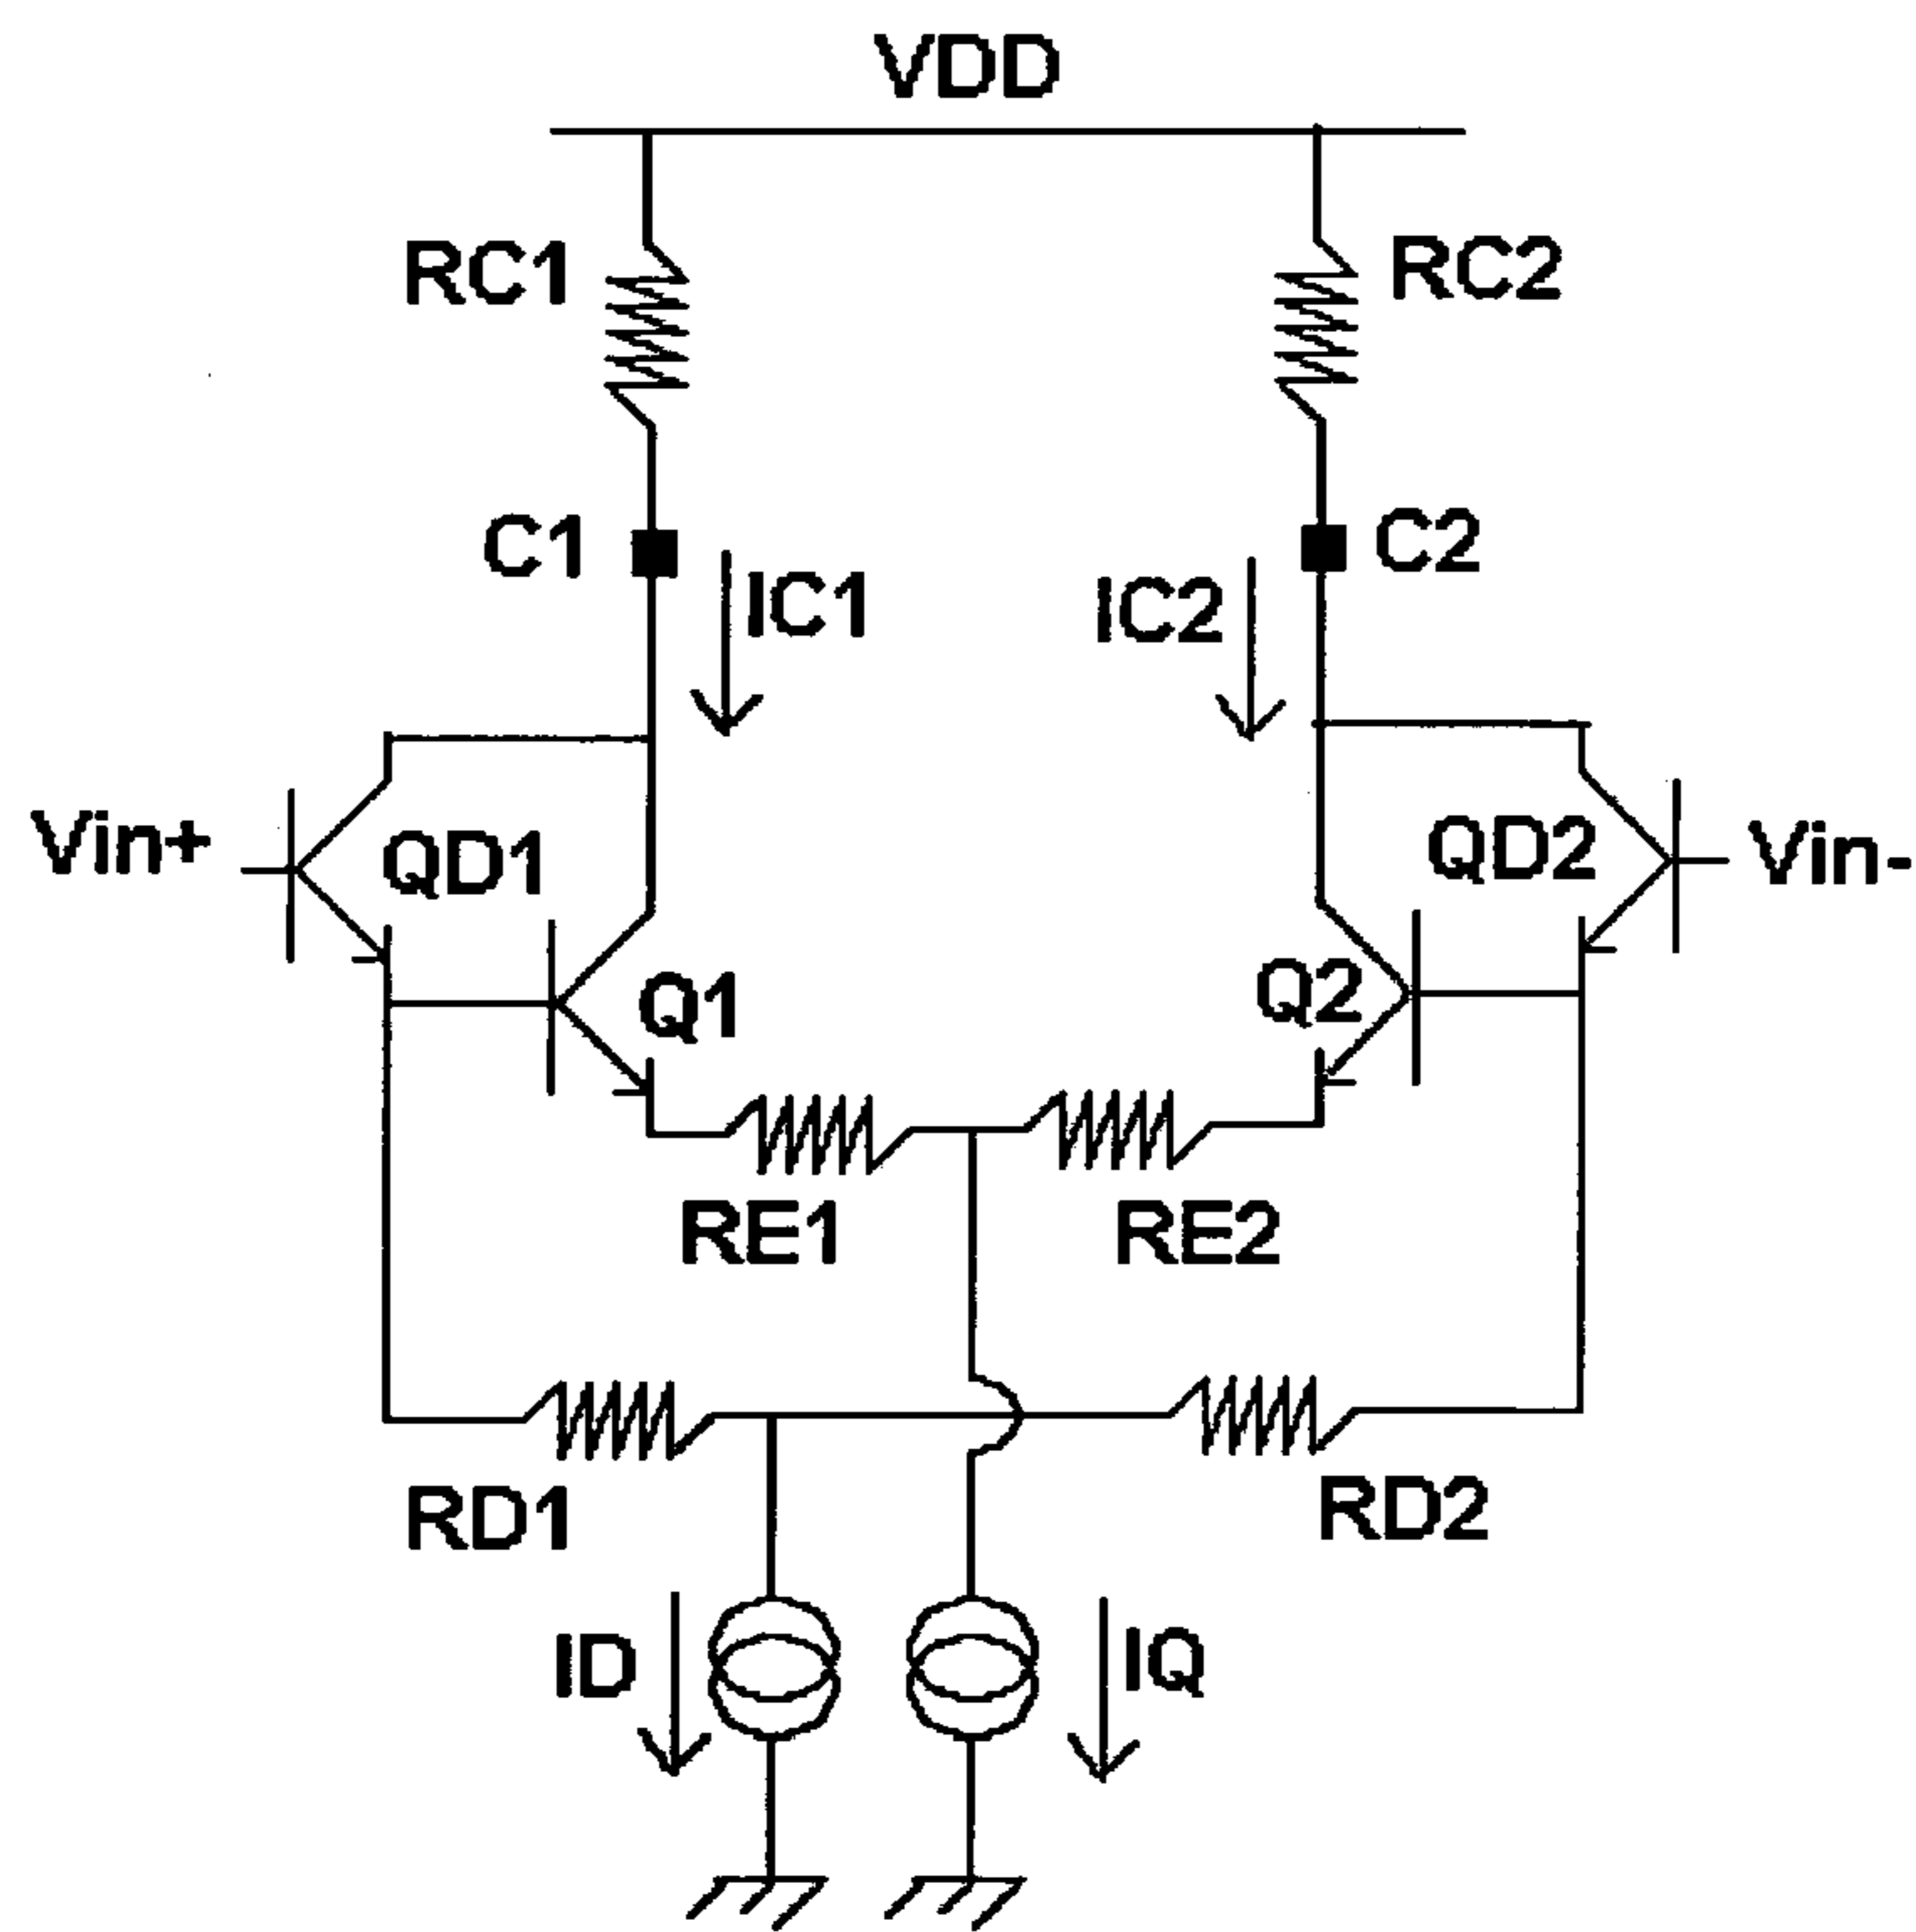 VDD
RC1
RC2
C1
C2
IC1
IC2
Vin+
QD1
QD2
Vin-
Q1
Q2
RE1
RE2
RD1
RD2
ID
IQ